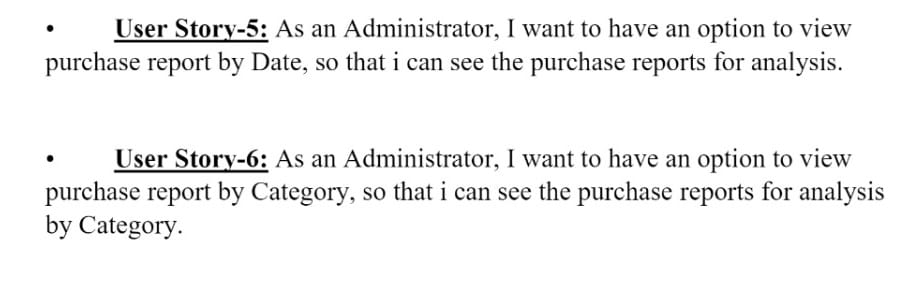 • User Story-5: As an Administrator, I want to have an option to view
purchase report by Date, so that i can see the purchase reports for analysis.
• User Story-6: As an Administrator, I want to have an option to view
purchase report by Category, so that i can see the purchase reports for analysis
by Category.